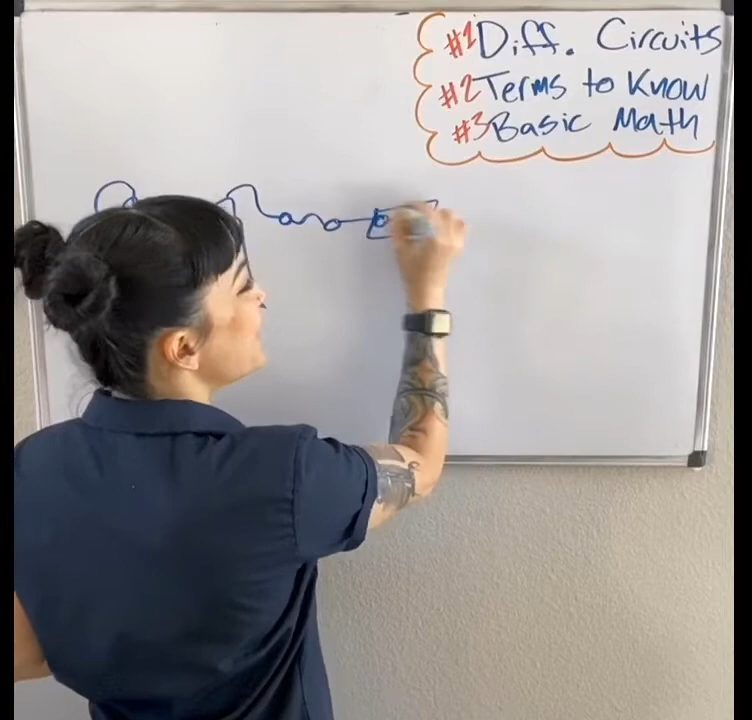 #1 Diff. Circuits
#2 Terms to Know
#3 Basic Math